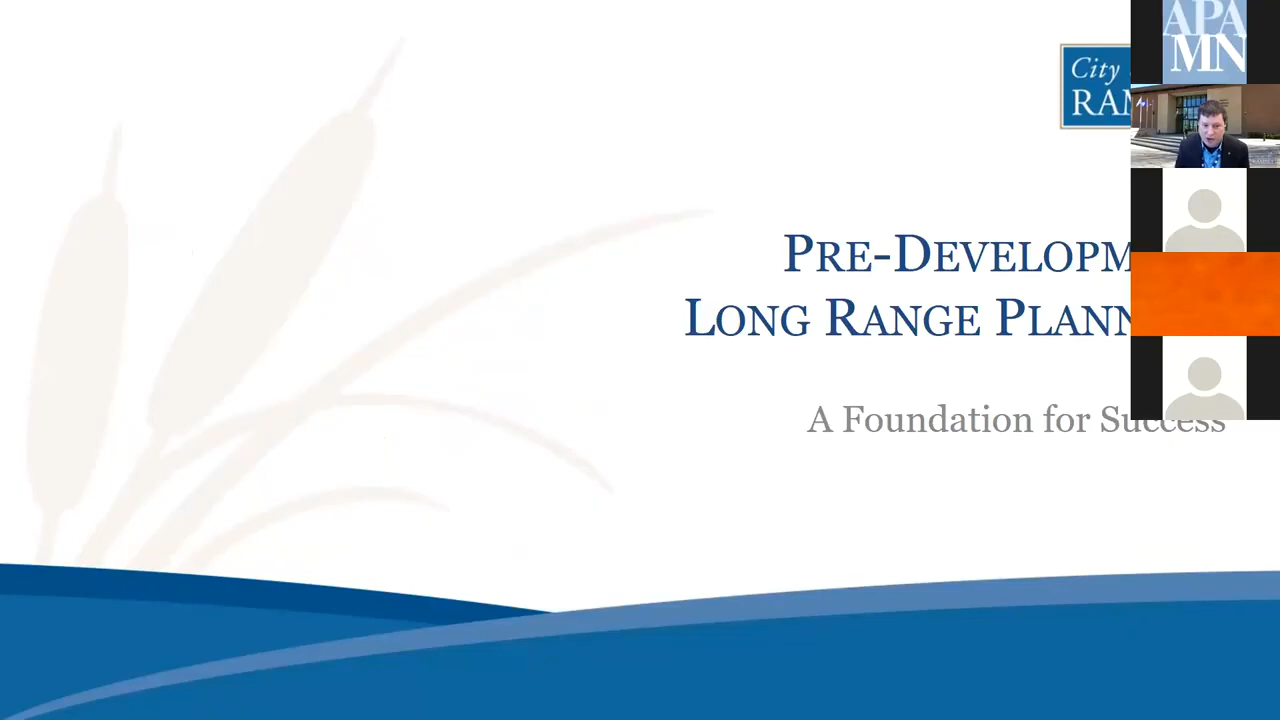 APA
MN
City
RAM
PRE-DEVELOPM
LONG RANGE PLANN
A Foundation for Success